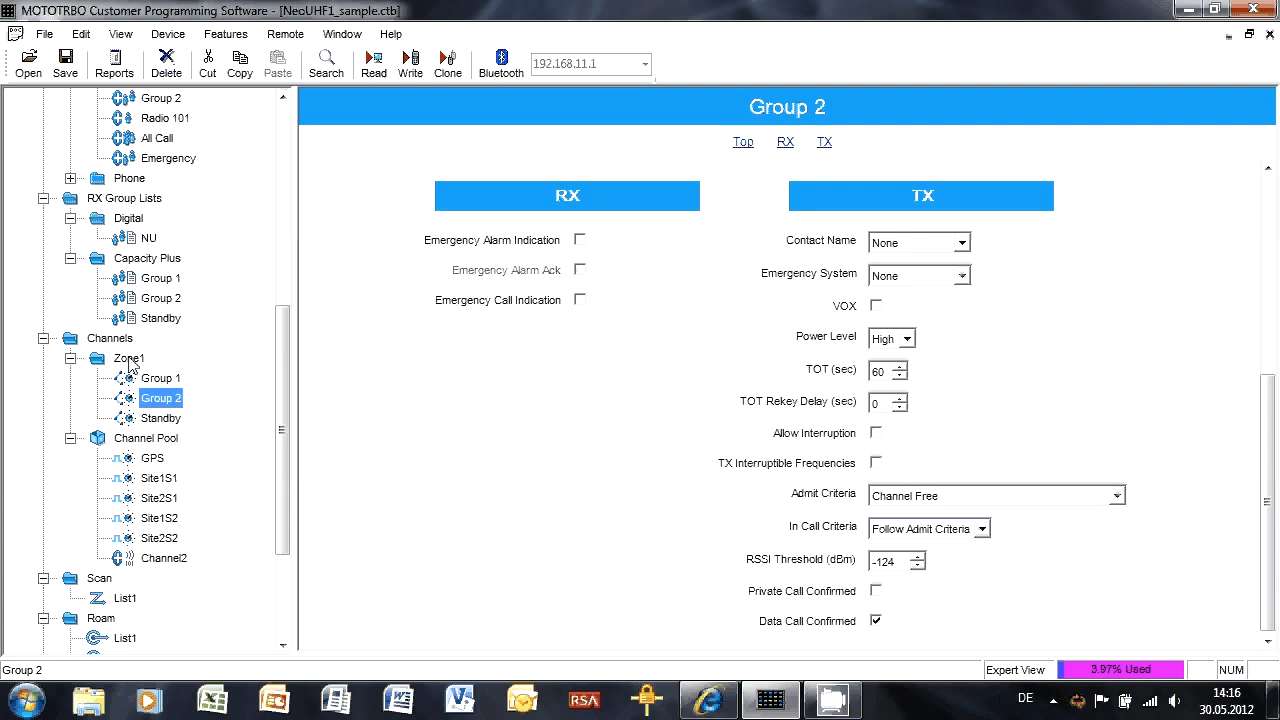 MOTOTRBO Customer Programming Software - [NeoUHF1_sample.ctb]
File Edit View Device Features Remote Window Help
Open Save Reports Delete Cut Copy Paste Search Read Write Clone Bluetooth 192.168.11.1
Group 2
Radio 101
All Call
Emergency
Phone
RX Group Lists
Digital
NU
Capacity Plus
Group 1
Group 2
Standby
Channels
Zone1
Group 1
Group 2
Standby
Channel Pool
GPS
Site1S1
Site2S1
Site1S2
Site2S2
Channel2
Scan
List1
Roam
List1
Group 2
Top RX TX
RX
Emergency Alarm Indication
Emergency Alarm Ack
Emergency Call Indication
TX
Contact Name None
Emergency System None
VOX
Power Level High
TOT (sec) 60
TOT Rekey Delay (sec) 0
Allow Interruption
TX Interruptible Frequencies
Admit Criteria Channel Free
In Call Criteria Follow Admit Criteria
RSSI Threshold (dBm) -124
Private Call Confirmed
Data Call Confirmed
Group 2 Expert View 3.97% Used NUM
RSA DE 14:16
30.05.2012